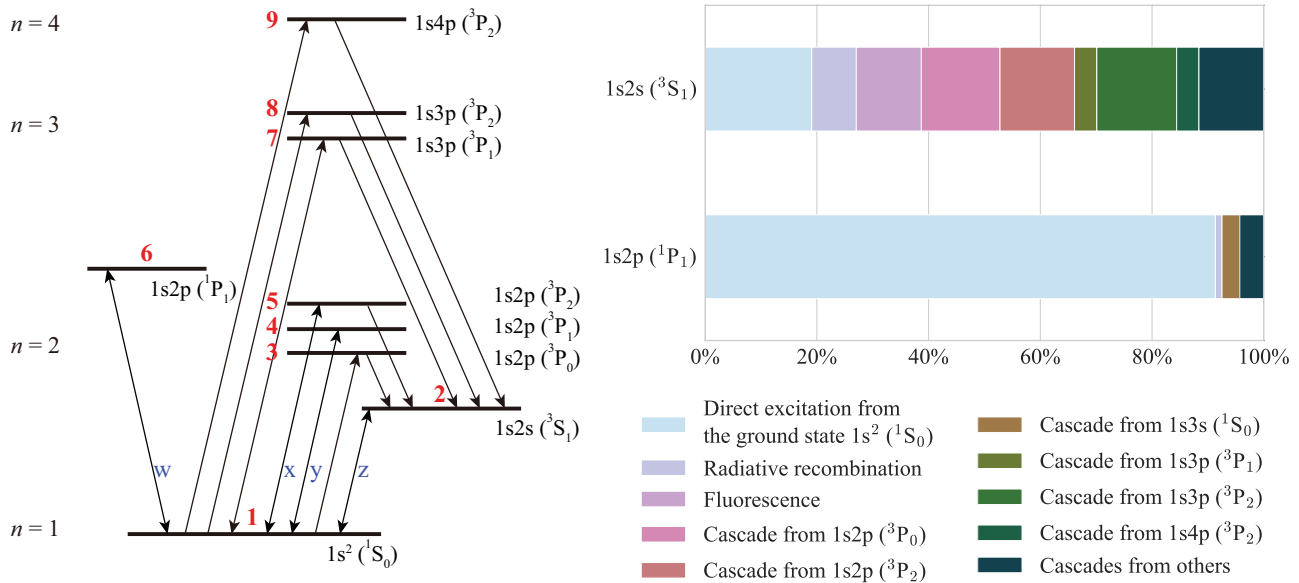 n = 4
9
1s4p (³P₂)
n = 3
8
1s3p (³P₂)
7
1s3p (³P₁)
6
1s2p (¹P₁)
n = 2
5
1s2p (³P₂)
4
1s2p (³P₁)
3
1s2p (³P₀)
2
1s2s (³S₁)
w
x
y
z
n = 1
1
1s² (¹S₀)
1s2s (³S₁)
1s2p (¹P₁)
0% 20% 40% 60% 80% 100%
Direct excitation from
the ground state 1s² (¹S₀)
Radiative recombination
Fluorescence
Cascade from 1s2p (³P₀)
Cascade from 1s2p (³P₂)
Cascade from 1s3s (¹S₀)
Cascade from 1s3p (³P₁)
Cascade from 1s3p (³P₂)
Cascade from 1s4p (³P₂)
Cascades from others